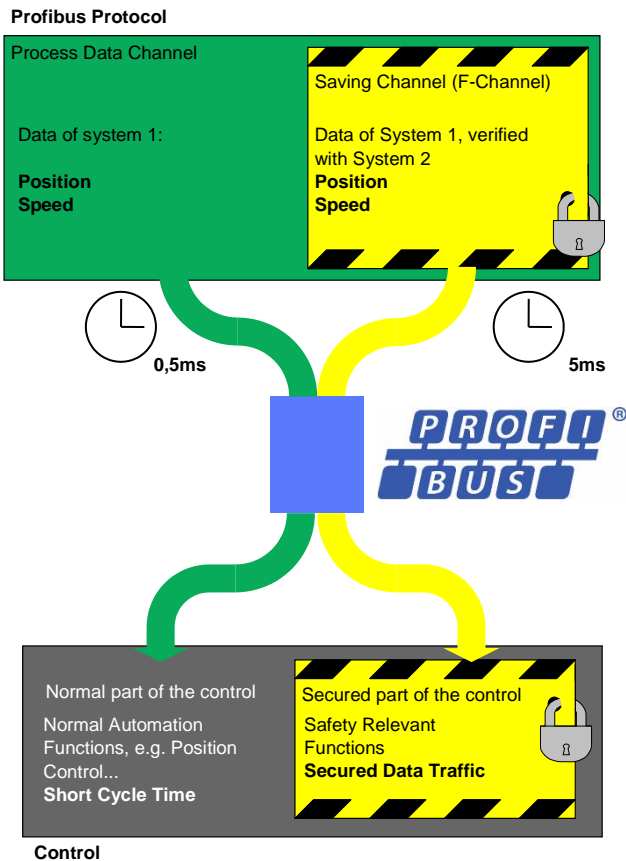 Profibus Protocol
Process Data Channel
Saving Channel (F-Channel)
Data of system 1:
Position
Speed
Data of System 1, verified
with System 2
Position
Speed
0,5ms
5ms
PROFI®
BUS
Normal part of the control
Normal Automation
Functions, e.g. Position
Control...
Short Cycle Time
Secured part of the control
Safety Relevant
Functions
Secured Data Traffic
Control